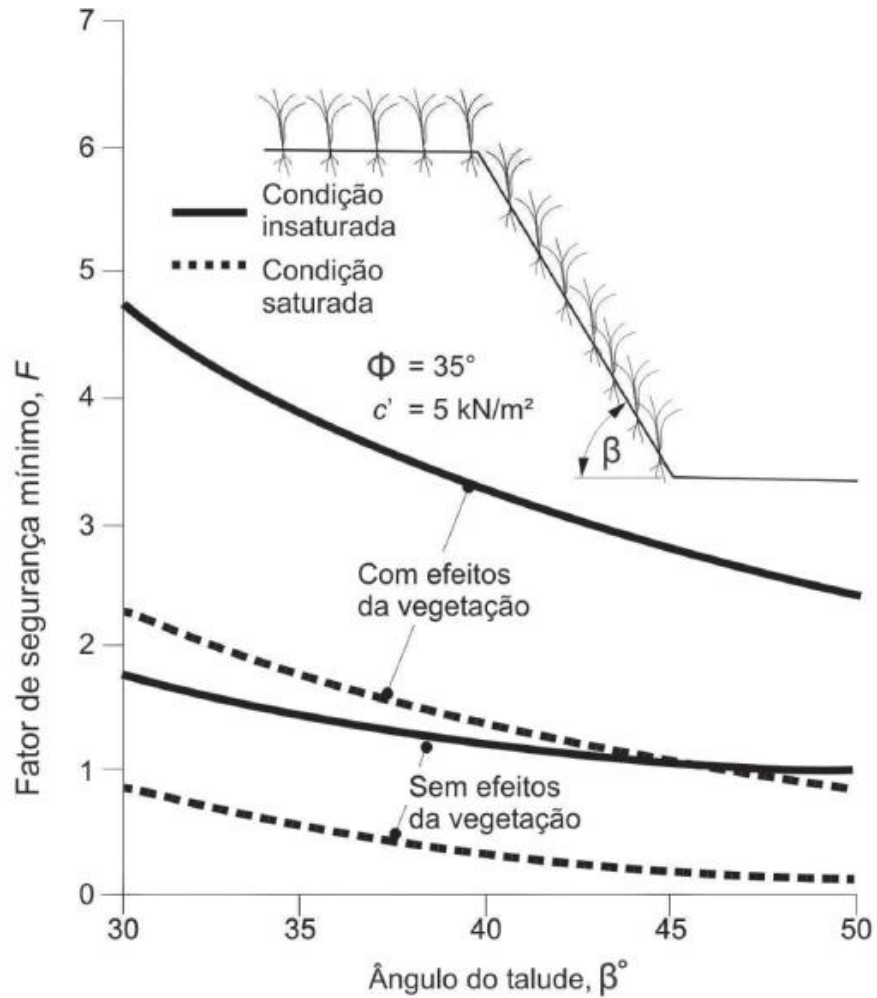 7
6
5
4
3
2
1
0
Fator de segurança mínimo, F
Condição
insaturada
Condição
saturada
Φ = 35°
c' = 5 kN/m²
β
Com efeitos
da vegetação
Sem efeitos
da vegetação
30
35
40
45
50
Ângulo do talude, β°